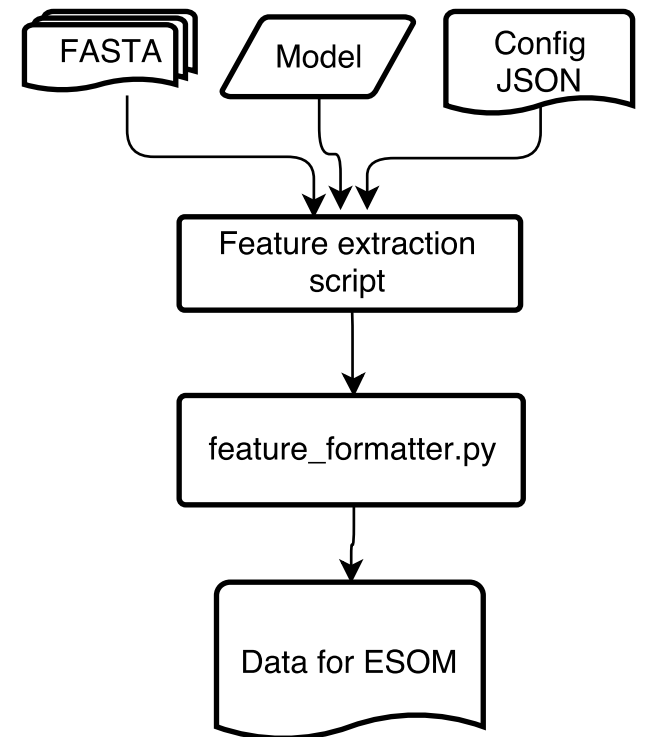 FASTA
Model
Config
JSON
Feature extraction
script
feature_formatter.py
Data for ESOM